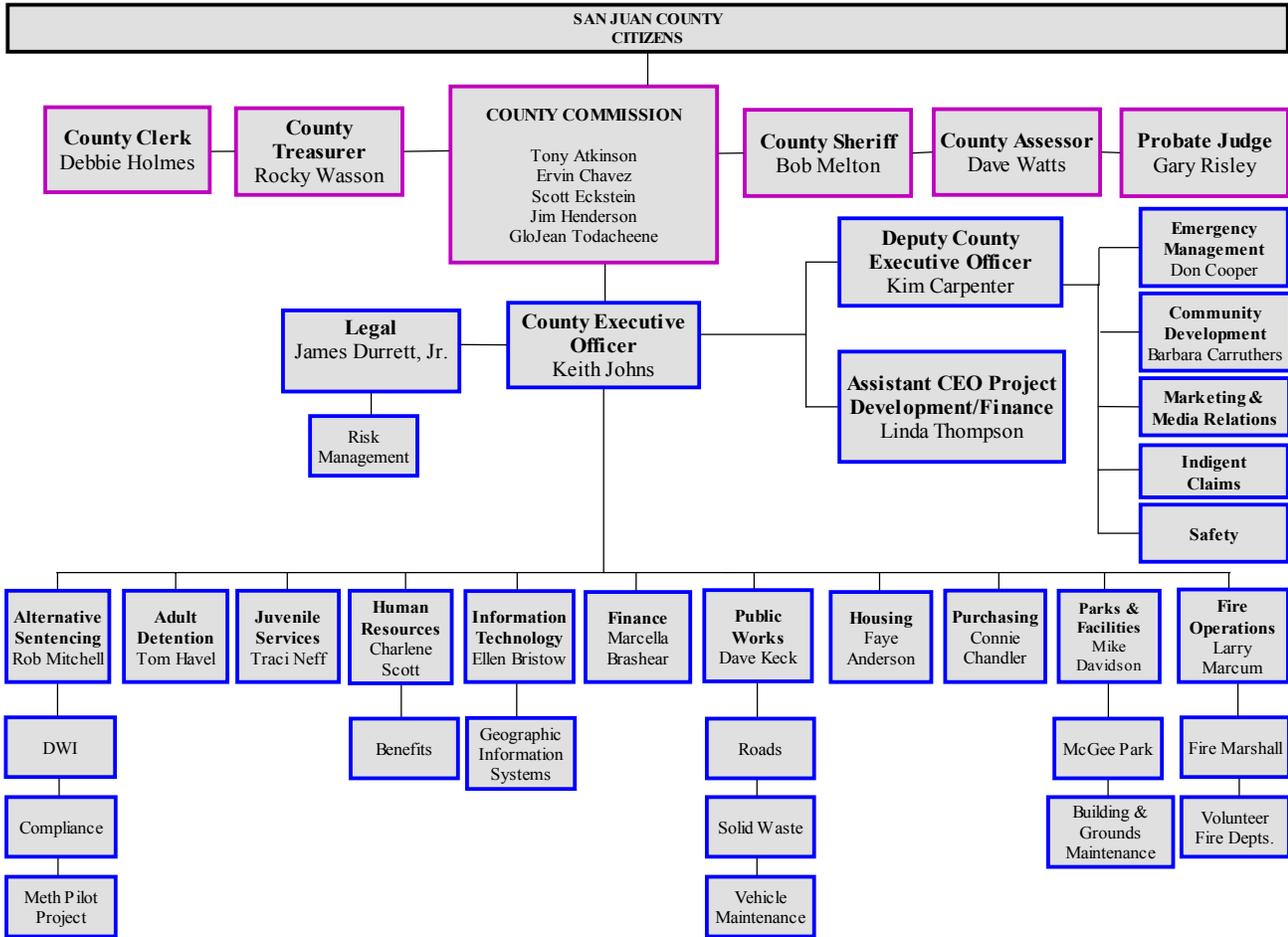 SAN JUAN COUNTY
CITIZENS
County Clerk
Debbie Holmes
County
Treasurer
Rocky Wasson
COUNTY COMMISSION
Tony Atkinson
Ervin Chavez
Scott Eckstein
Jim Henderson
GloJean Todacheene
County Sheriff
Bob Melton
County Assessor
Dave Watts
Probate Judge
Gary Risley
Legal
James Durrett, Jr.
Risk
Management
County Executive
Officer
Keith Johns
Deputy County
Executive Officer
Kim Carpenter
Assistant CEO Project
Development/Finance
Linda Thompson
Emergency
Management
Don Cooper
Community
Development
Barbara Carruthers
Marketing &
Media Relations
Indigent
Claims
Safety
Alternative
Sentencing
Rob Mitchell
Adult
Detention
Tom Havel
Juvenile
Services
Traci Neff
Human
Resources
Charlene
Scott
Information
Technology
Ellen Bristow
Finance
Marcella
Brashear
Public
Works
Dave Keck
Housing
Faye
Anderson
Purchasing
Connie
Chandler
Parks &
Facilities
Mike
Davidson
Fire
Operations
Larry
Marcum
DWI
Compliance
Meth Pilot
Project
Benefits
Geographic
Information
Systems
Roads
Solid Waste
Vehicle
Maintenance
McGee Park
Building &
Grounds
Maintenance
Fire Marshall
Volunteer
Fire Depts.